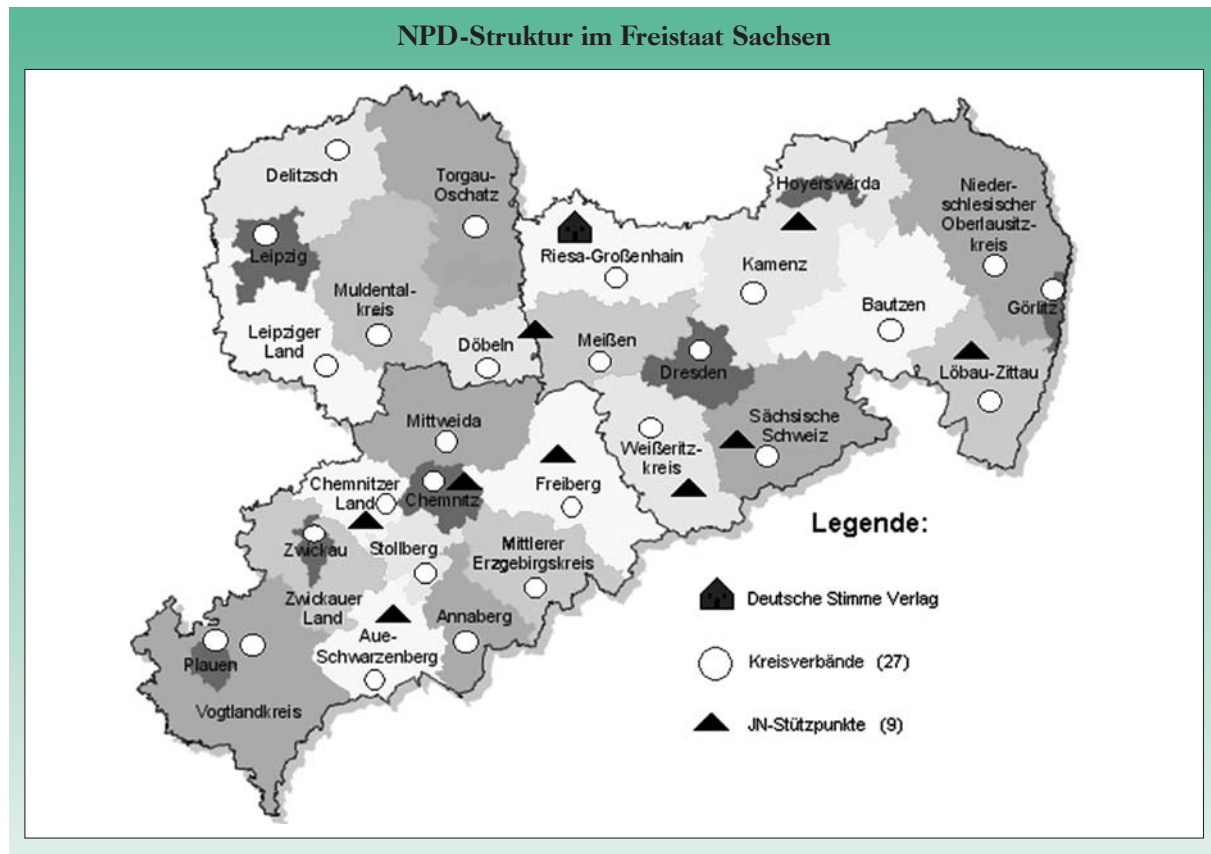 NPD-Struktur im Freistaat Sachsen
Delitzsch
Torgau-
Oschatz
Hoyerswerda
Nieder-
schlesischer
Oberlausitz-
kreis
Leipzig
Riesa-Großenhain
Kamenz
Muldental-
kreis
Bautzen
Görlitz
Leipziger
Land
Döbeln
Meißen
Dresden
Löbau-Zittau
Mittweida
Sächsische
Schweiz
Weißeritz-
kreis
Chemnitzer
Land
Chemnitz
Freiberg
Zwickau
Stollberg
Mittlerer
Erzgebirgskreis
Zwickauer
Land
Annaberg
Aue-
Schwarzenberg
Plauen
Vogtlandkreis
Legende:
Deutsche Stimme Verlag
Kreisverbände (27)
JN-Stützpunkte (9)